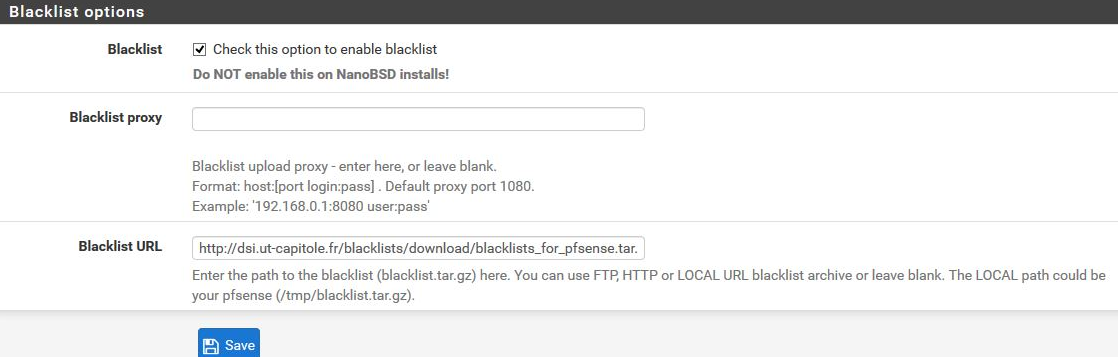 Blacklist options
Blacklist
Check this option to enable blacklist
Do NOT enable this on NanoBSD installs!
Blacklist proxy
Blacklist upload proxy - enter here, or leave blank.
Format: host:[port login:pass] . Default proxy port 1080.
Example: '192.168.0.1:8080 user:pass'
Blacklist URL
http://dsi.ut-capitole.fr/blacklists/download/blacklists_for_pfsense.tar.
Enter the path to the blacklist (blacklist.tar.gz) here. You can use FTP, HTTP or LOCAL URL blacklist archive or leave blank. The LOCAL path could be
your pfsense (/tmp/blacklist.tar.gz).
Save